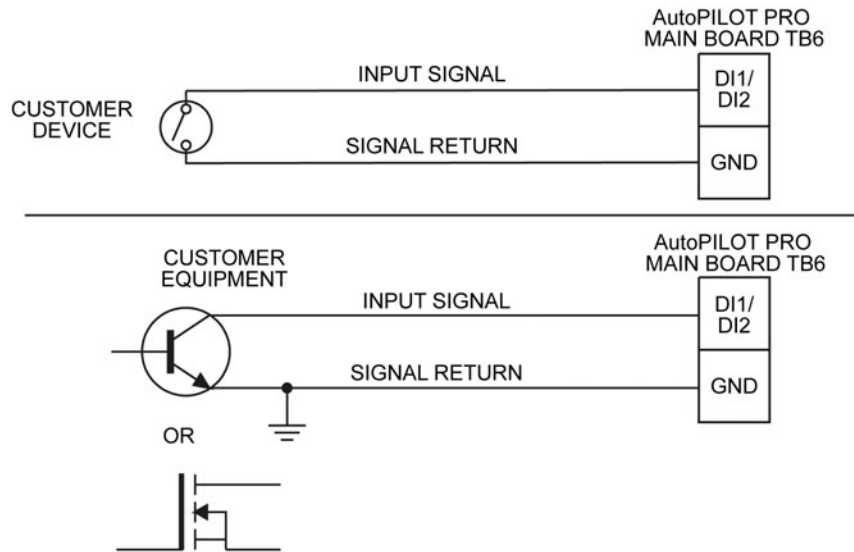 AutoPILOT PRO
MAIN BOARD TB6
INPUT SIGNAL
DI1/
DI2
CUSTOMER
DEVICE
SIGNAL RETURN
GND
AutoPILOT PRO
MAIN BOARD TB6
CUSTOMER
EQUIPMENT
INPUT SIGNAL
DI1/
DI2
SIGNAL RETURN
GND
OR